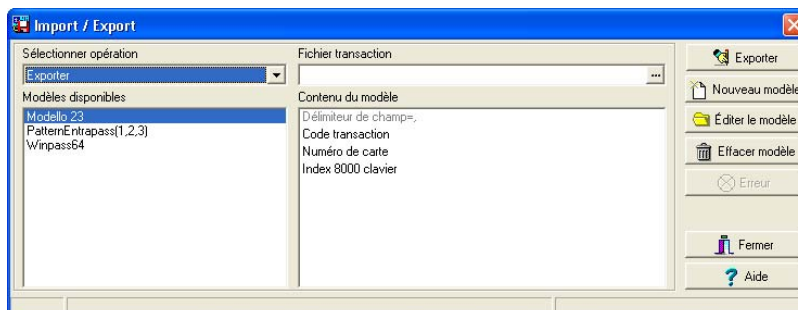 Import / Export
Sélectionner opération
Exporter
Fichier transaction
...
Modèles disponibles
Modello 23
PatternEntrapass(1,2,3)
Winpass64
Contenu du modèle
Délimiteur de champ=,
Code transaction
Numéro de carte
Index 8000 clavier
Exporter
Nouveau modèle
Éditer le modèle
Effacer modèle
Erreur
Fermer
Aide